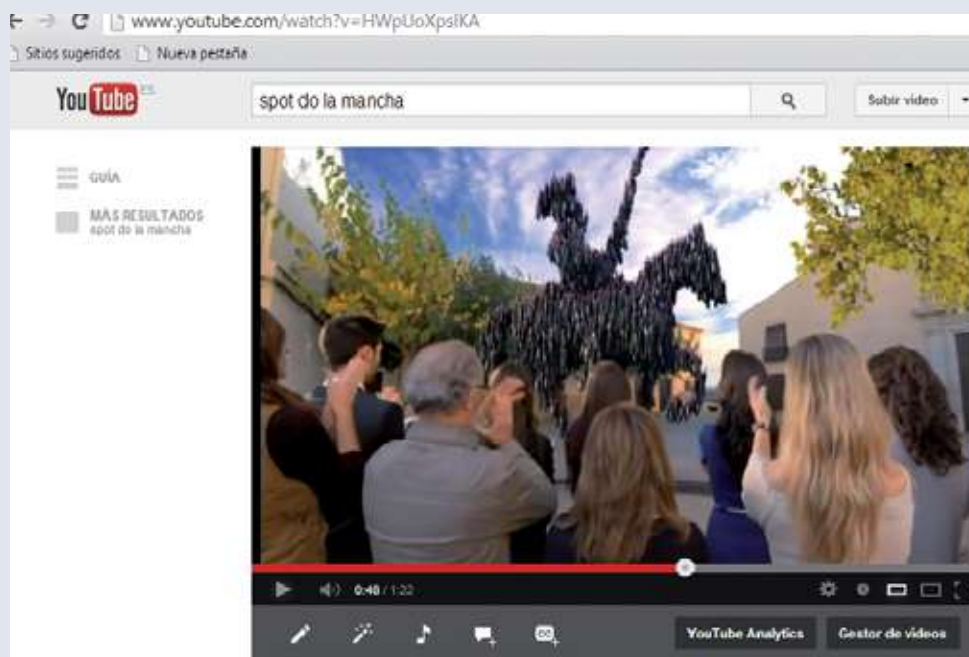 www.youtube.com/watch?v=HWpUoXpsIKA
Sitios sugeridos Nueva pestaña
YouTube ES
spot do la mancha
Subir vídeo
GUÍA
MÁS RESULTADOS
spot do la mancha
0:48 / 1:22
YouTube Analytics
Gestor de vídeos